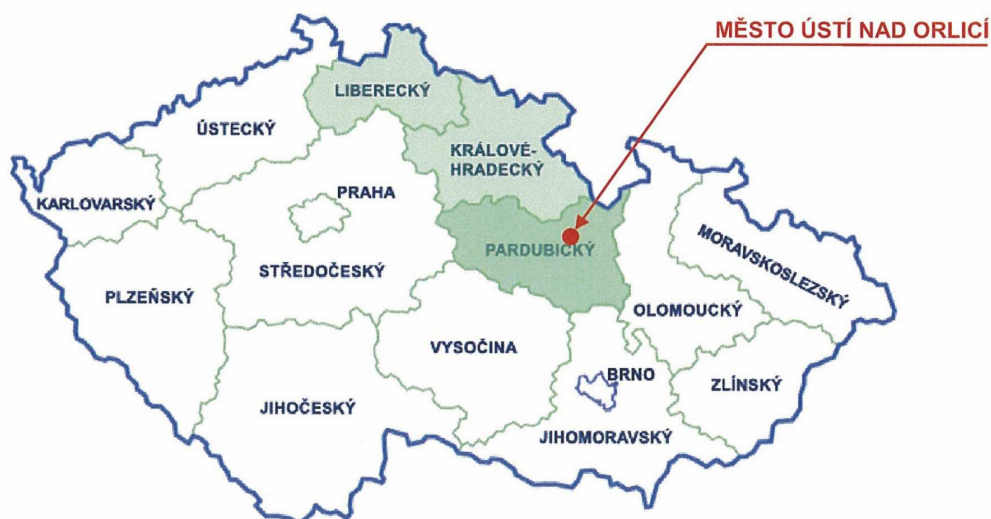 MĚSTO ÚSTÍ NAD ORLICÍ
LIBERECKÝ
ÚSTECKÝ
KRÁLOVÉ-
HRADECKÝ
KARLOVARSKÝ
PRAHA
PARDUBICKÝ
MORAVSKOSLEZSKÝ
STŘEDOČESKÝ
PLZEŇSKÝ
OLOMOUCKÝ
VYSOČINA
BRNO
ZLÍNSKÝ
JIHOČESKÝ
JIHOMORAVSKÝ